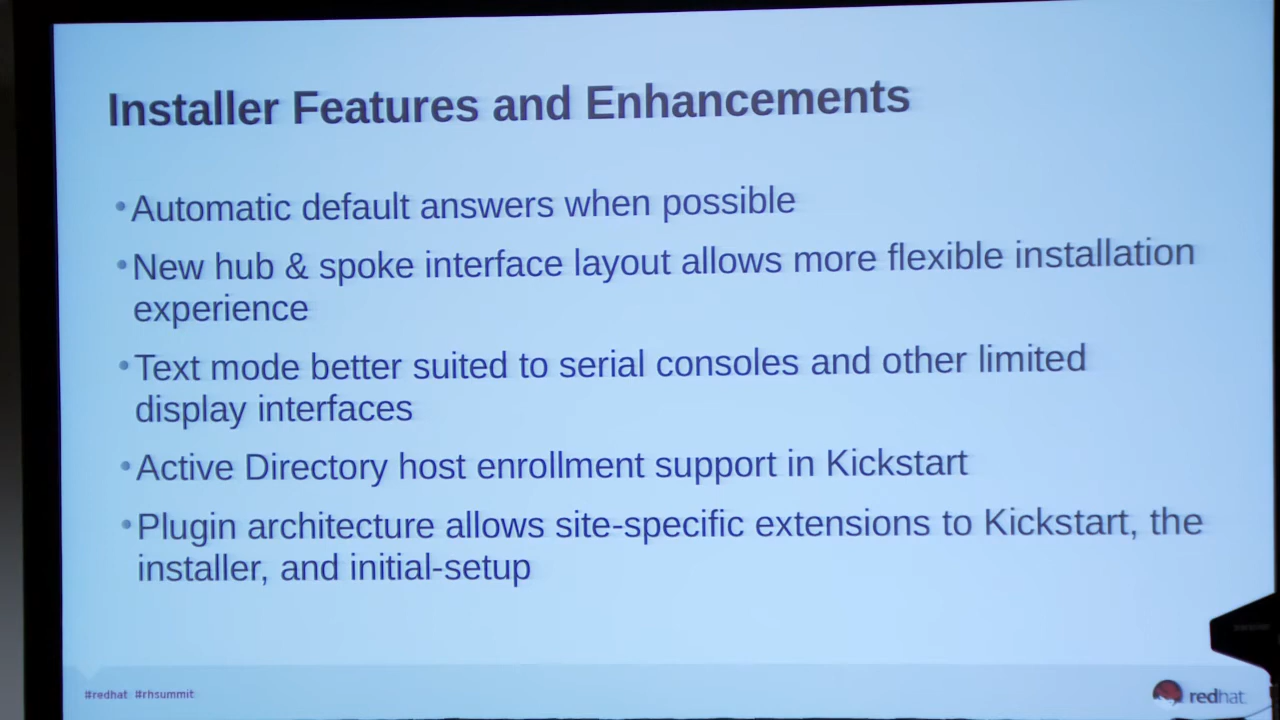 Installer Features and Enhancements
•Automatic default answers when possible
•New hub & spoke interface layout allows more flexible installation
experience
•Text mode better suited to serial consoles and other limited
display interfaces
•Active Directory host enrollment support in Kickstart
•Plugin architecture allows site-specific extensions to Kickstart, the
installer, and initial-setup
#redhat #rhsummit
redhat.